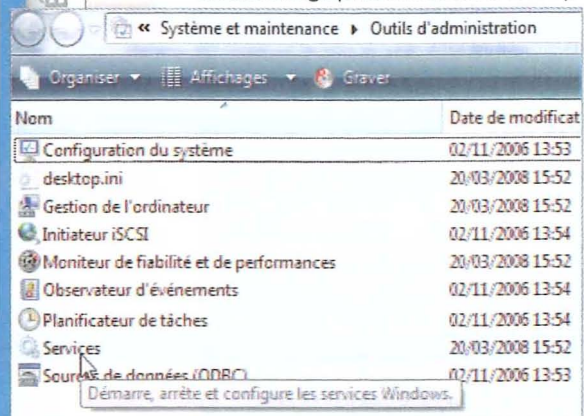 « Système et maintenance ▸ Outils d'administration
Organiser Affichages Graver
Nom Date de modificat
Configuration du système 02/11/2006 13:53
desktop.ini 20/03/2008 15:52
Gestion de l'ordinateur 20/03/2008 15:52
Initiateur iSCSI 02/11/2006 13:54
Moniteur de fiabilité et de performances 20/03/2008 15:52
Observateur d'événements 02/11/2006 13:54
Planificateur de tâches 02/11/2006 13:54
Services 20/03/2008 15:52
Sources de données (ODBC) 02/11/2006 13:53
Démarre, arrête et configure les services Windows.